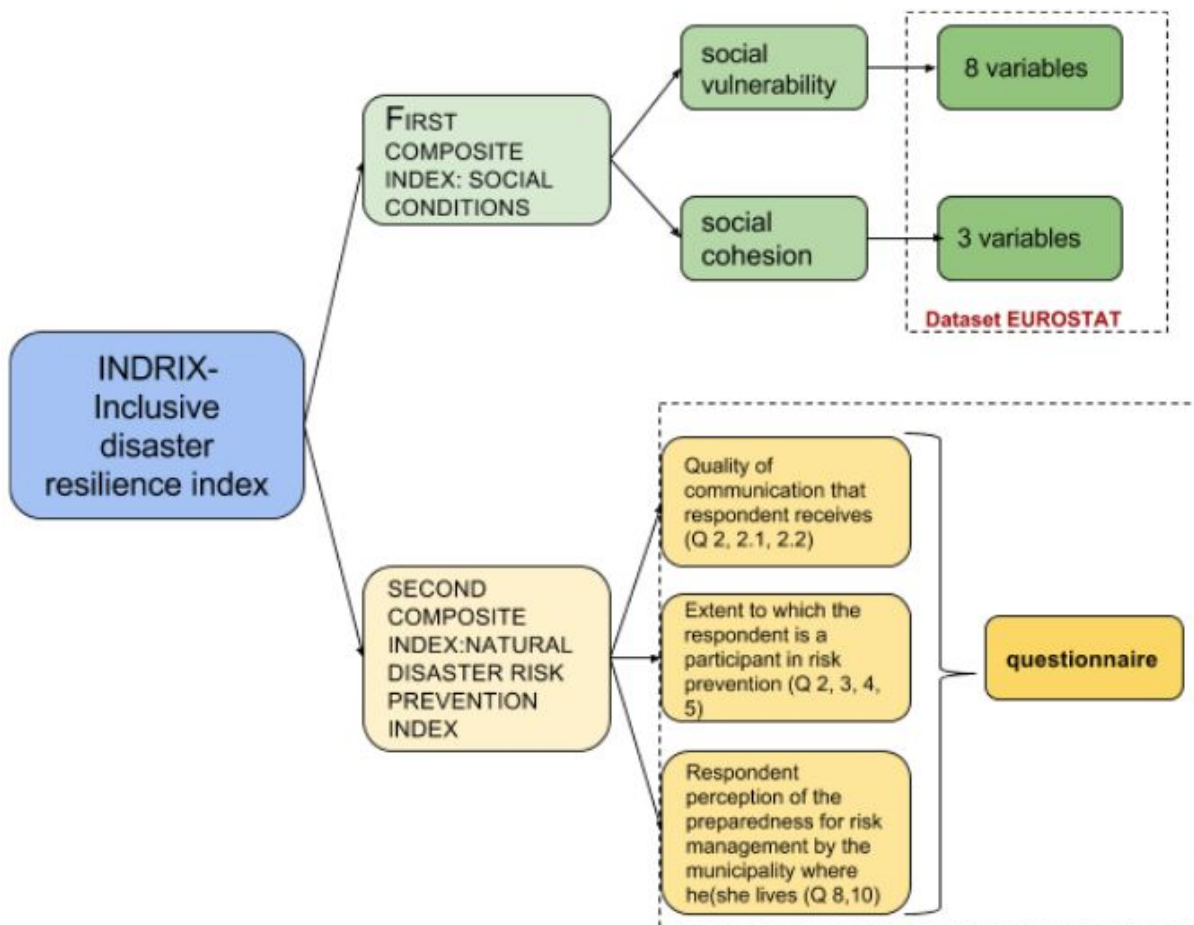 INDRIX-
Inclusive
disaster
resilience index
FIRST
COMPOSITE
INDEX: SOCIAL
CONDITIONS
social
vulnerability
8 variables
social
cohesion
3 variables
Dataset EUROSTAT
SECOND
COMPOSITE
INDEX:NATURAL
DISASTER RISK
PREVENTION
INDEX
Quality of
communication that
respondent receives
(Q 2, 2.1, 2.2)
Extent to which the
respondent is a
participant in risk
prevention (Q 2, 3, 4,
5)
Respondent
perception of the
preparedness for risk
management by the
municipality where
he(she lives (Q 8,10)
questionnaire